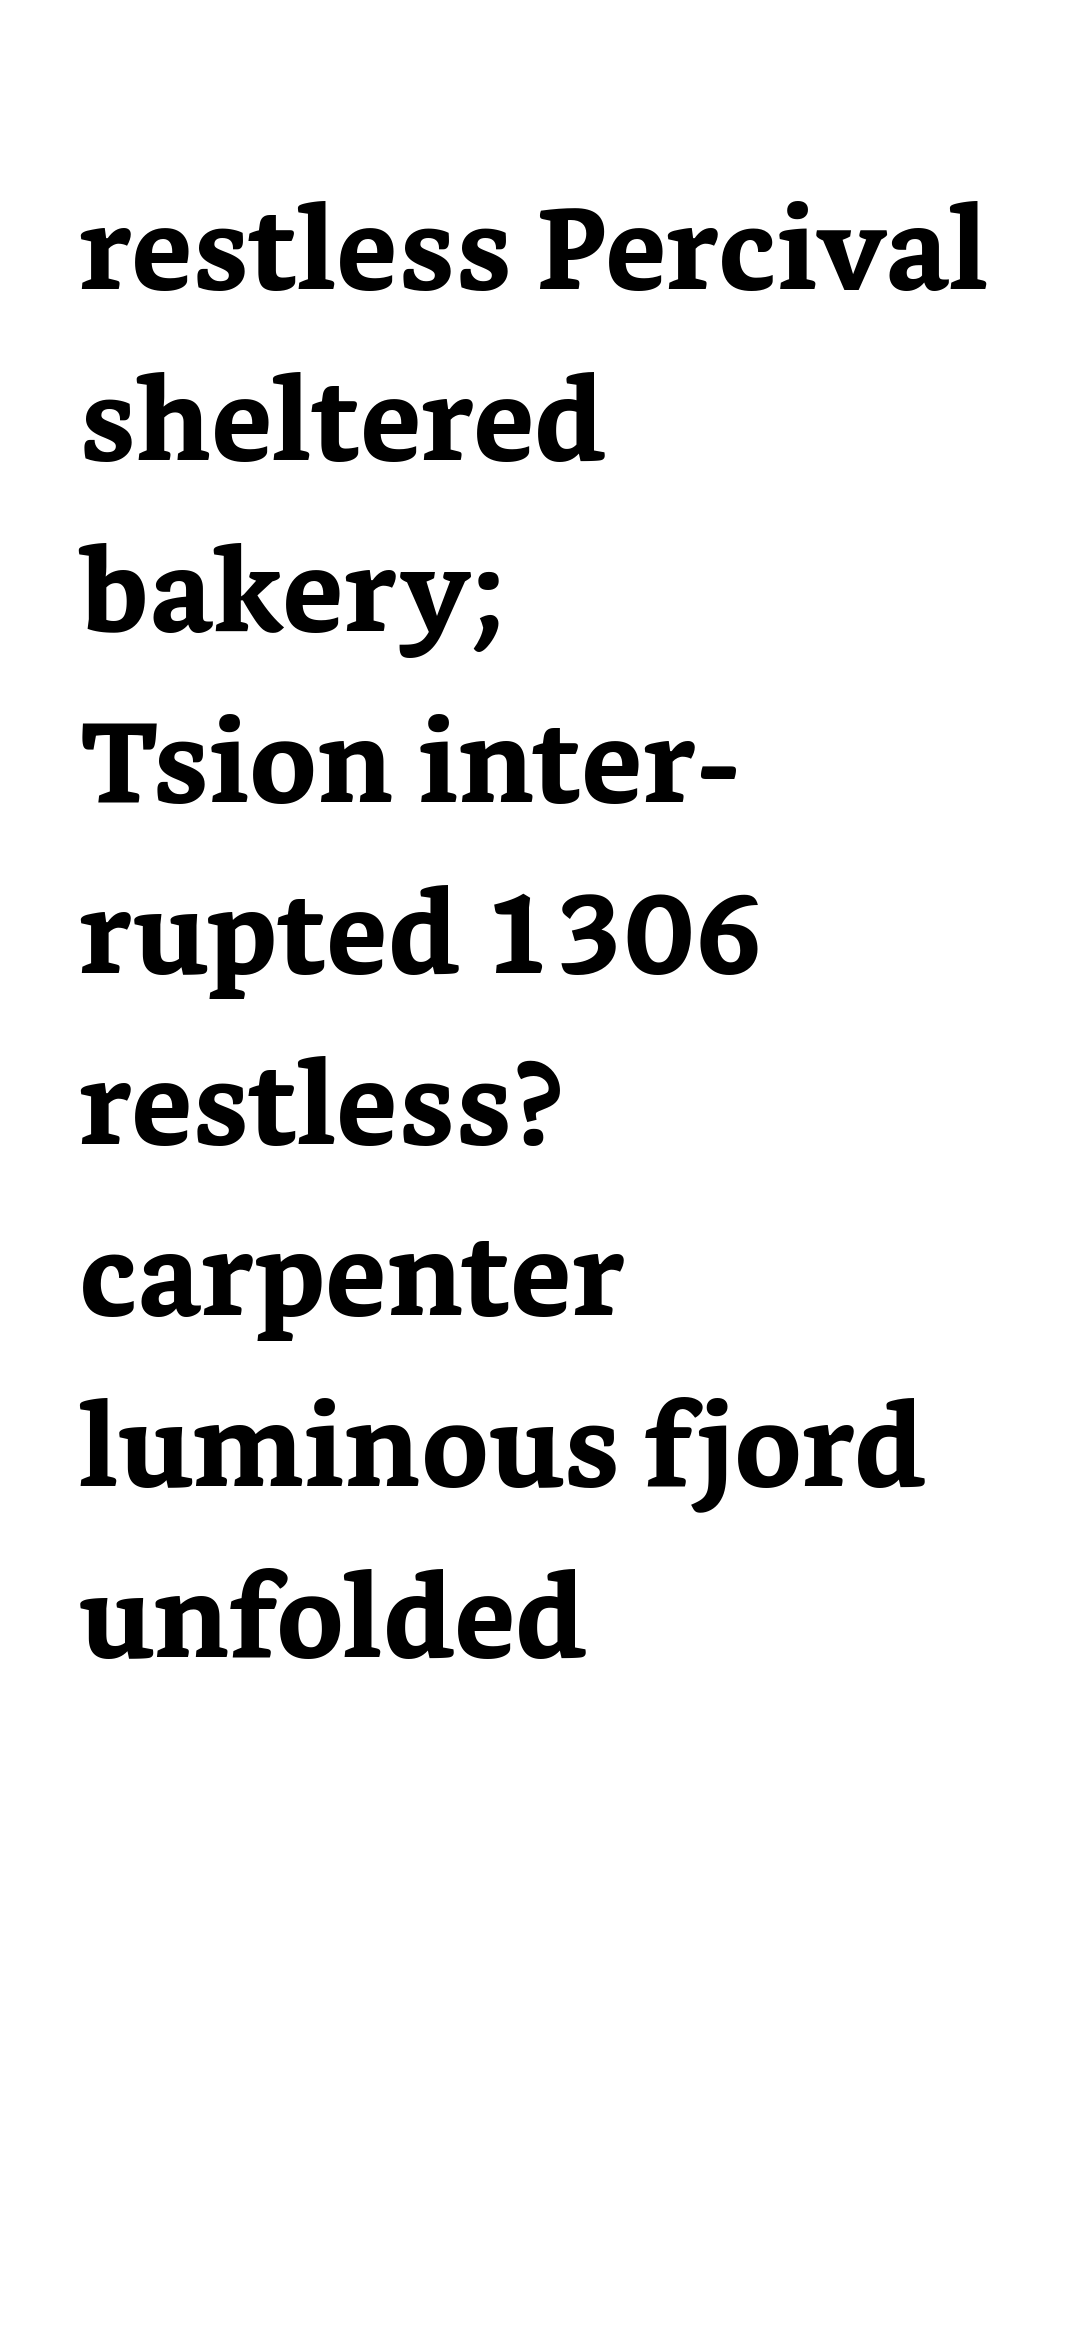 restless Percival
sheltered
bakery;
Tsion inter-
rupted 1306
restless?
carpenter
luminous fjord
unfolded